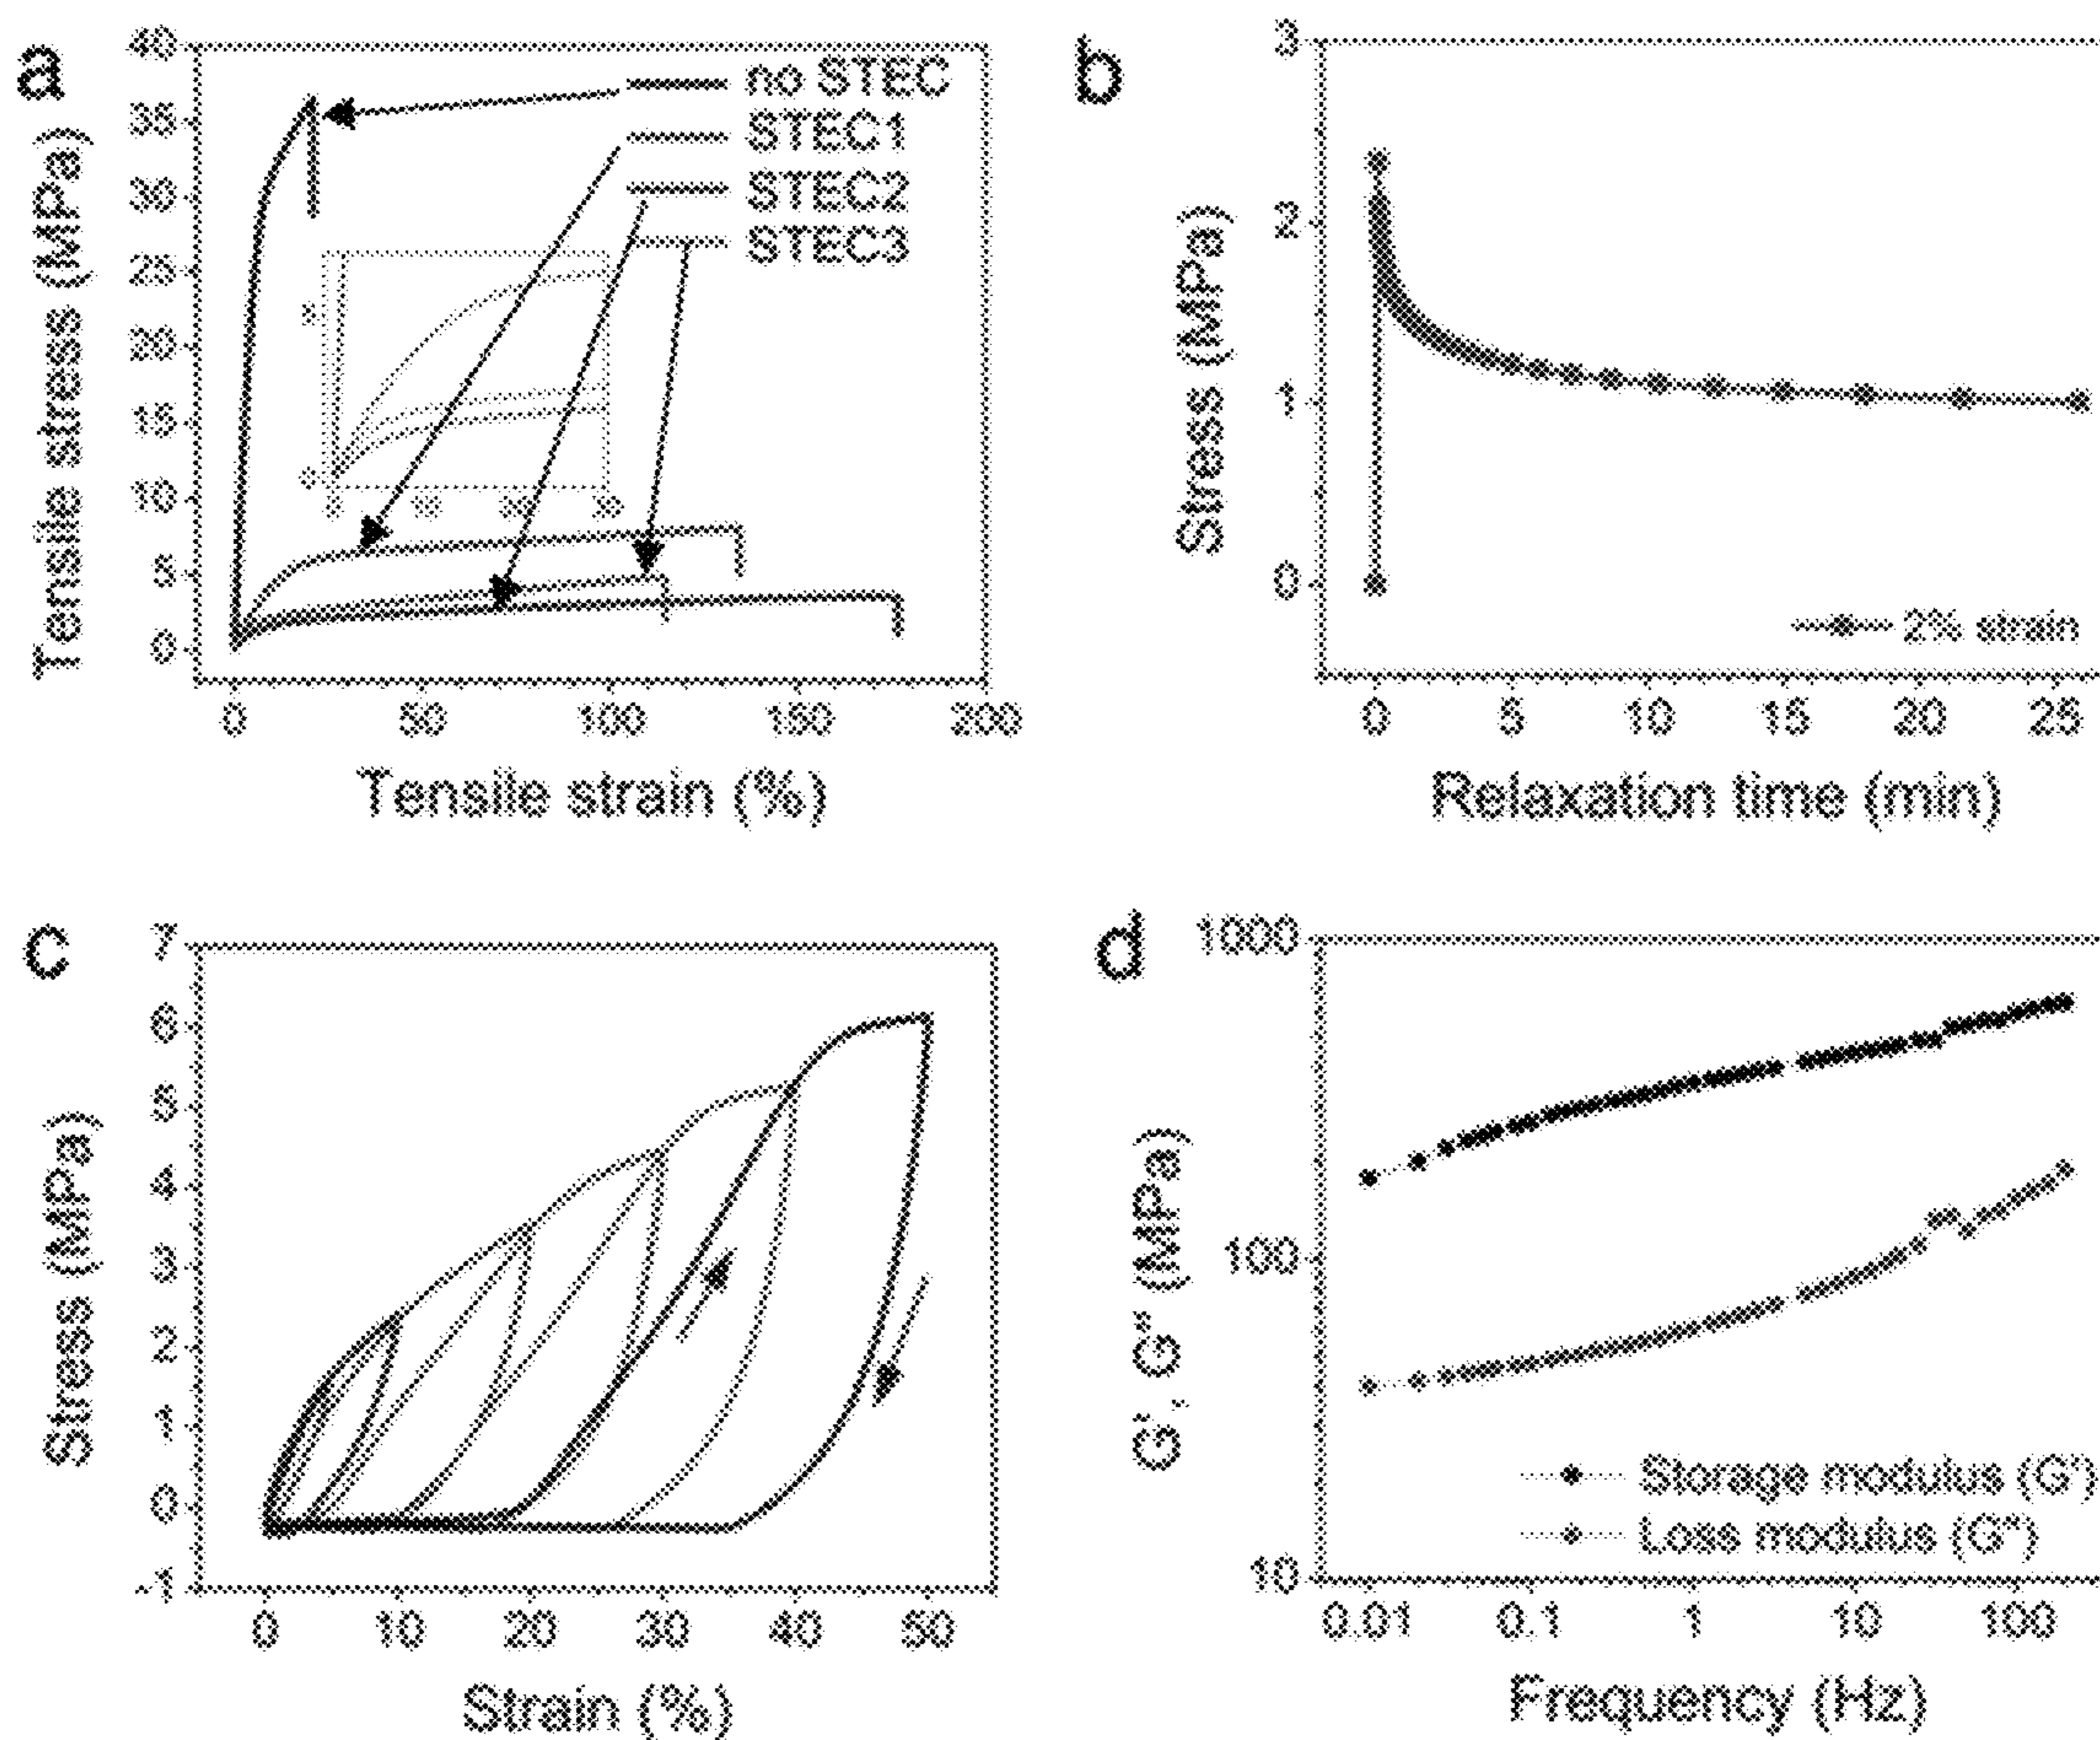 a
40
35
30
25
20
15
10
5
0
Tensile stress (MPa)
no STEC
STEC1
STEC2
STEC3
0 50 100 150 200
Tensile strain (%)
b
3
2
1
0
Stress (MPa)
2% strain
0 5 10 15 20 25
Relaxation time (min)
c
7
6
5
4
3
2
1
0
-1
Stress (MPa)
0 10 20 30 40 50
Strain (%)
d
1000
100
10
G', G'' (MPa)
Storage modulus (G')
Loss modulus (G'')
0.01 0.1 1 10 100
Frequency (Hz)